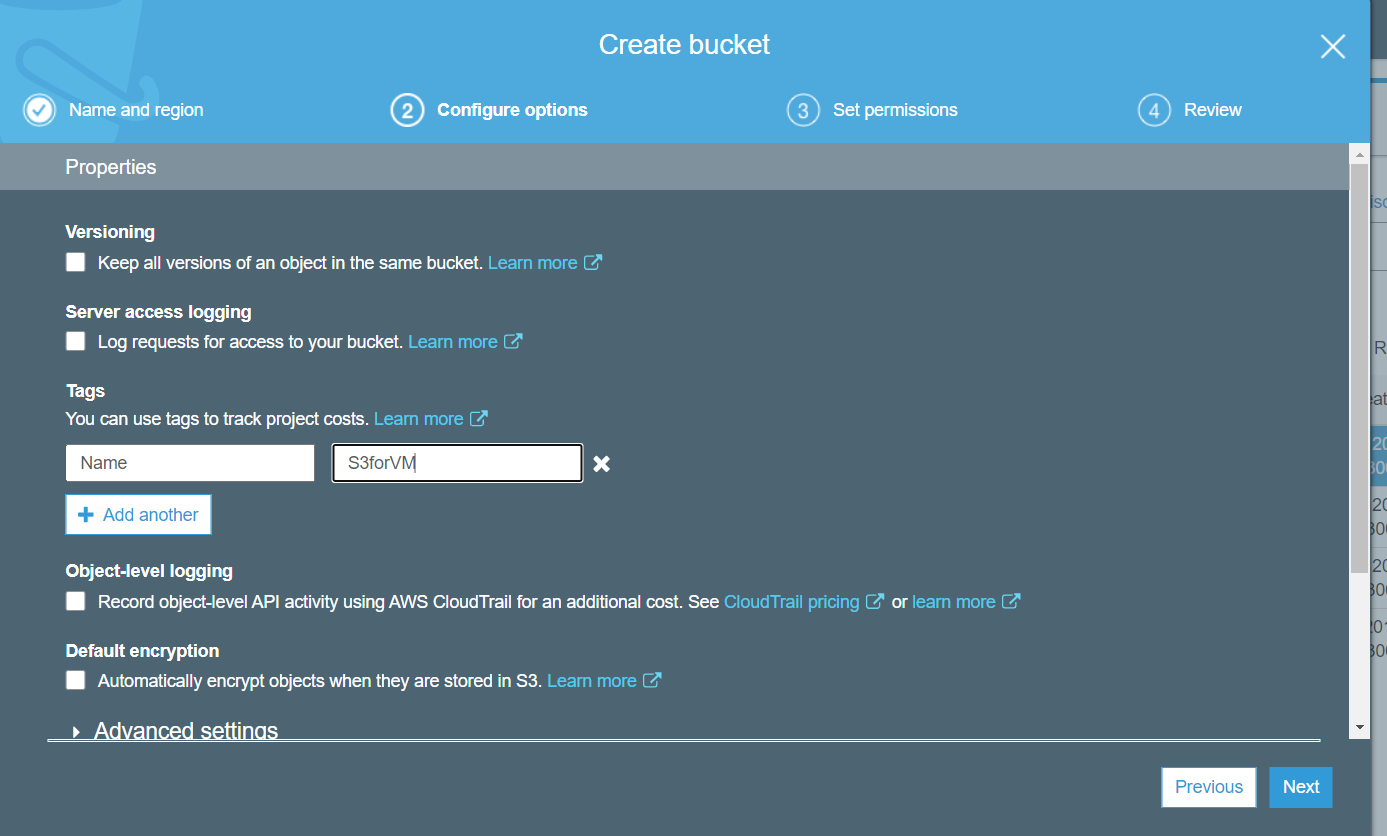 Create bucket
Name and region
2 Configure options
3 Set permissions
4 Review
Properties
Versioning
Keep all versions of an object in the same bucket. Learn more
Server access logging
Log requests for access to your bucket. Learn more
Tags
You can use tags to track project costs. Learn more
Name S3forVM
Add another
Object-level logging
Record object-level API activity using AWS CloudTrail for an additional cost. See CloudTrail pricing or learn more
Default encryption
Automatically encrypt objects when they are stored in S3. Learn more
Advanced settings
Previous Next